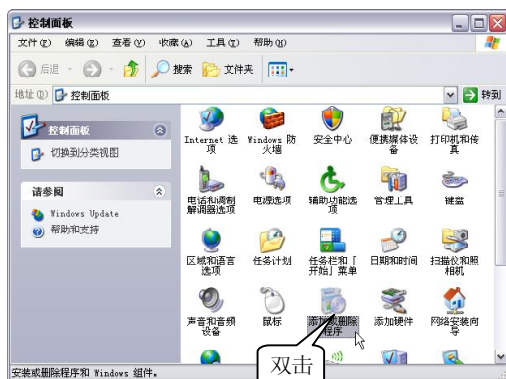 控制面板
文件(F) 编辑(E) 查看(V) 收藏(A) 工具(T) 帮助(H)
后退 搜索 文件夹
地址(D) 控制面板 转到
控制面板
切换到分类视图
请参阅
Windows Update
帮助和支持
Internet 选项
Windows 防火墙
安全中心
便携媒体设备
打印机和传真
电话和调制解调器选项
电源选项
辅助功能选项
管理工具
键盘
区域和语言选项
任务计划
任务栏和「开始」菜单
日期和时间
扫描仪和照相机
声音和音频设备
鼠标
添加或删除程序
添加硬件
网络安装向导
双击
安装或删除程序和 Windows 组件。